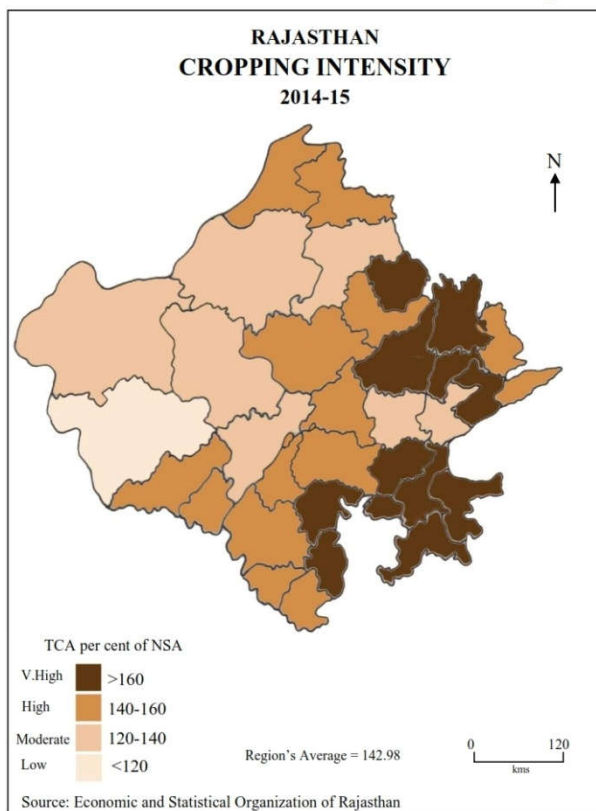 RAJASTHAN
CROPPING INTENSITY
2014-15
N
TCA per cent of NSA
V.High >160
High 140-160
Moderate 120-140
Low <120
Region's Average = 142.98
0 120
kms
Source: Economic and Statistical Organization of Rajasthan